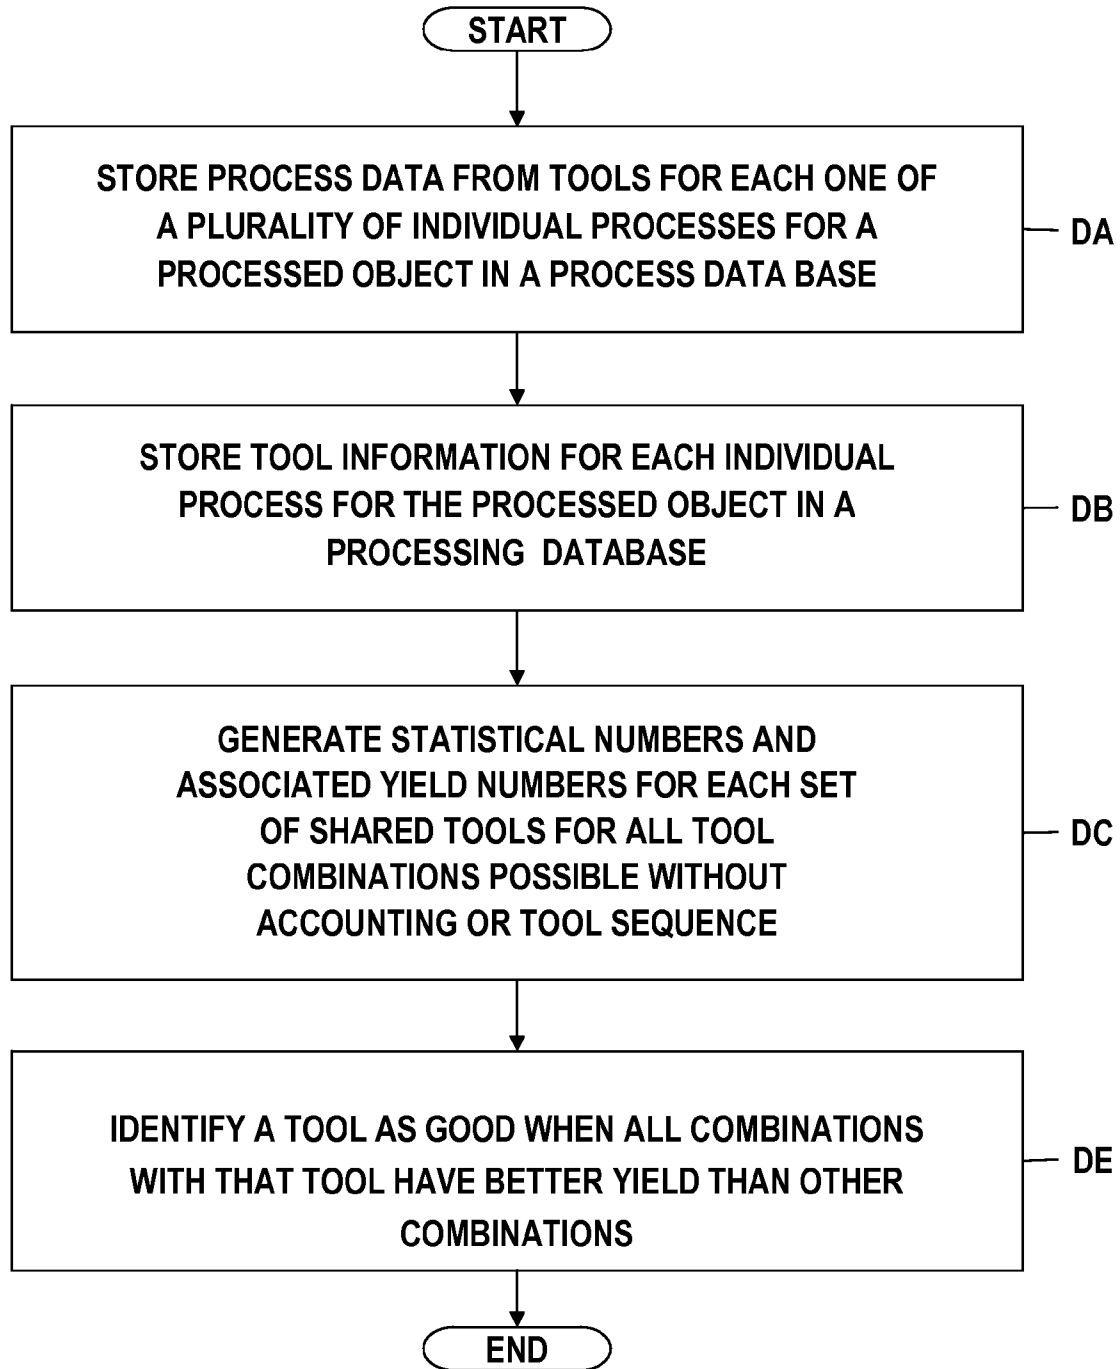 START
STORE PROCESS DATA FROM TOOLS FOR EACH ONE OF
A PLURALITY OF INDIVIDUAL PROCESSES FOR A
PROCESSED OBJECT IN A PROCESS DATA BASE
DA
STORE TOOL INFORMATION FOR EACH INDIVIDUAL
PROCESS FOR THE PROCESSED OBJECT IN A
PROCESSING DATABASE
DB
GENERATE STATISTICAL NUMBERS AND
ASSOCIATED YIELD NUMBERS FOR EACH SET
OF SHARED TOOLS FOR ALL TOOL
COMBINATIONS POSSIBLE WITHOUT
ACCOUNTING OR TOOL SEQUENCE
DC
IDENTIFY A TOOL AS GOOD WHEN ALL COMBINATIONS
WITH THAT TOOL HAVE BETTER YIELD THAN OTHER
COMBINATIONS
DE
END